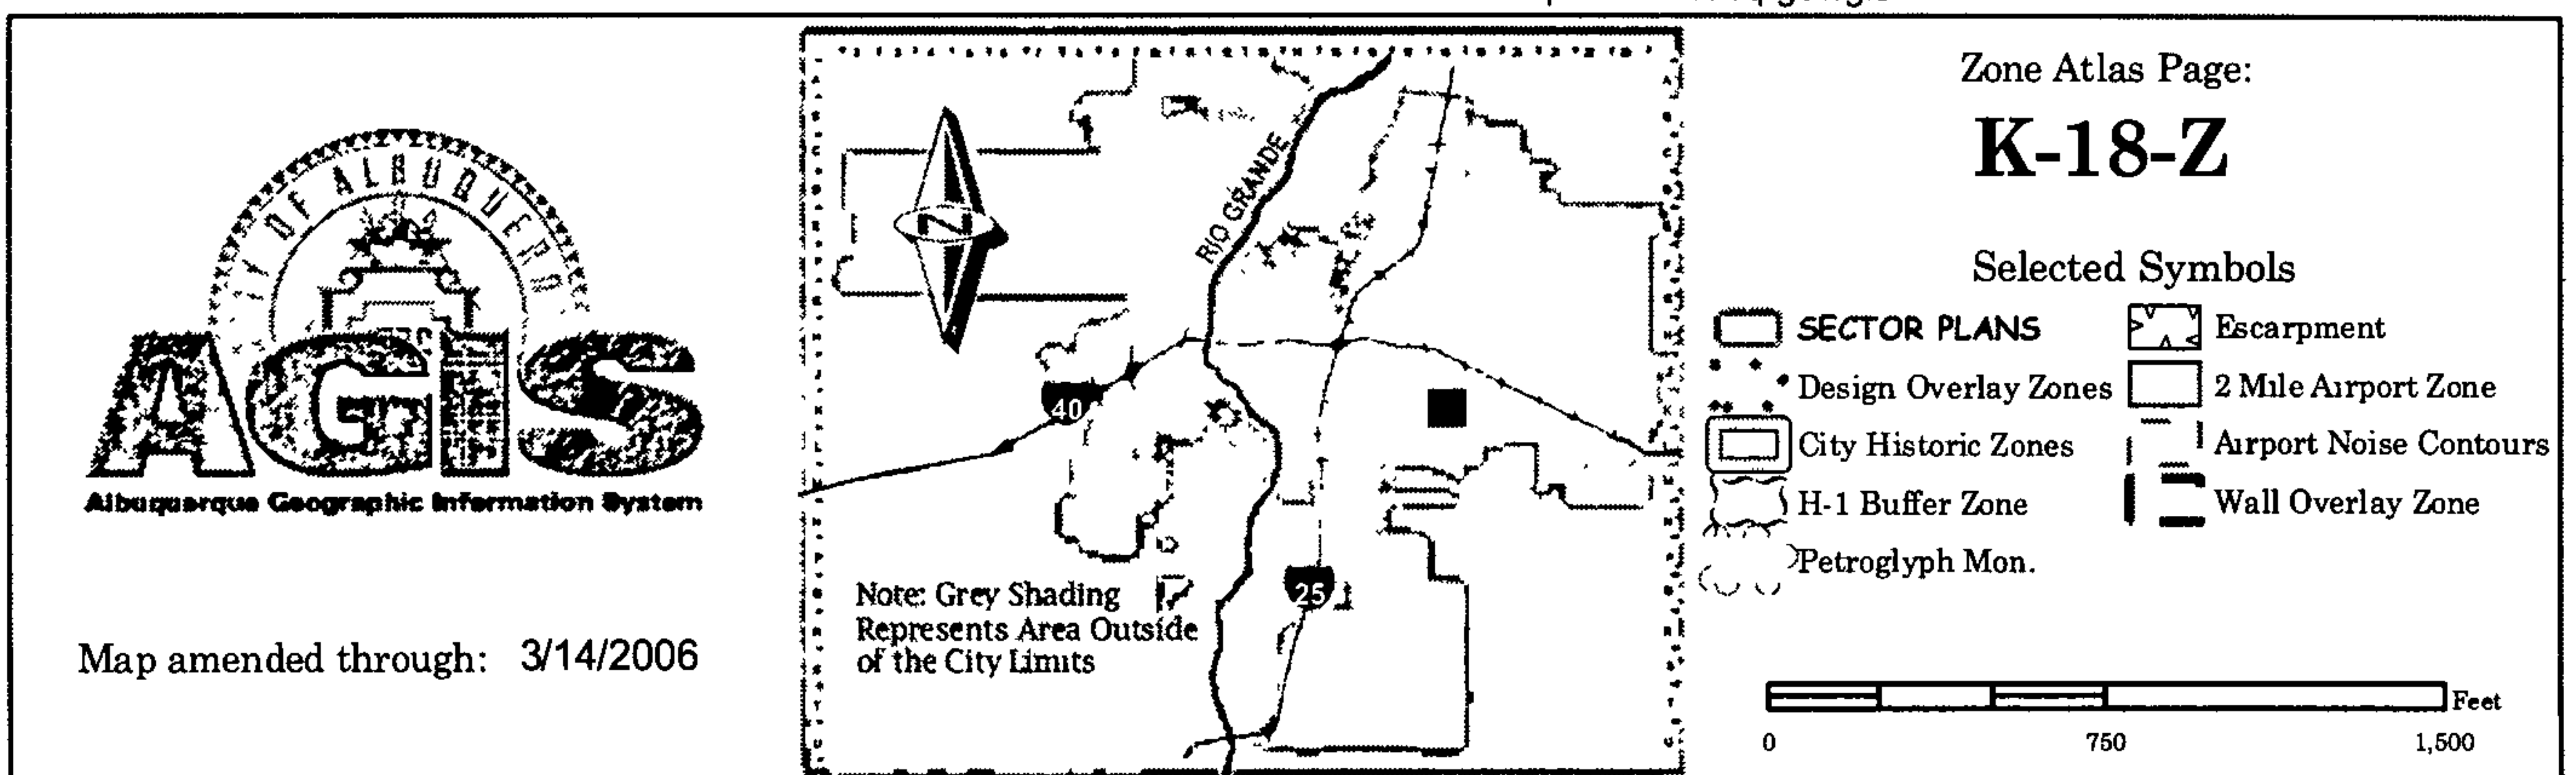 OF ALBUQUERQ
AGIS
Albuquerque Geographic Information System
Map amended through: 3/14/2006
RIO GRANDE
N
40
25
Note: Grey Shading
Represents Area Outside
of the City Limits
Zone Atlas Page:
K-18-Z
Selected Symbols
SECTOR PLANS
Design Overlay Zones
City Historic Zones
H-1 Buffer Zone
Petroglyph Mon.
Escarpment
2 Mile Airport Zone
Airport Noise Contours
Wall Overlay Zone
Feet
0 750 1,500